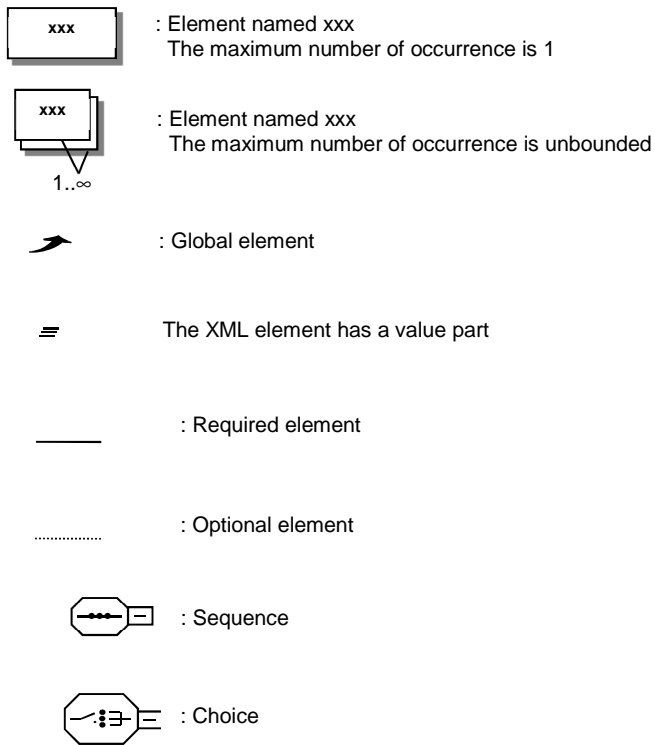 xxx
: Element named xxx
The maximum number of occurrence is 1
xxx
: Element named xxx
The maximum number of occurrence is unbounded
1..∞
: Global element
The XML element has a value part
: Required element
: Optional element
: Sequence
: Choice